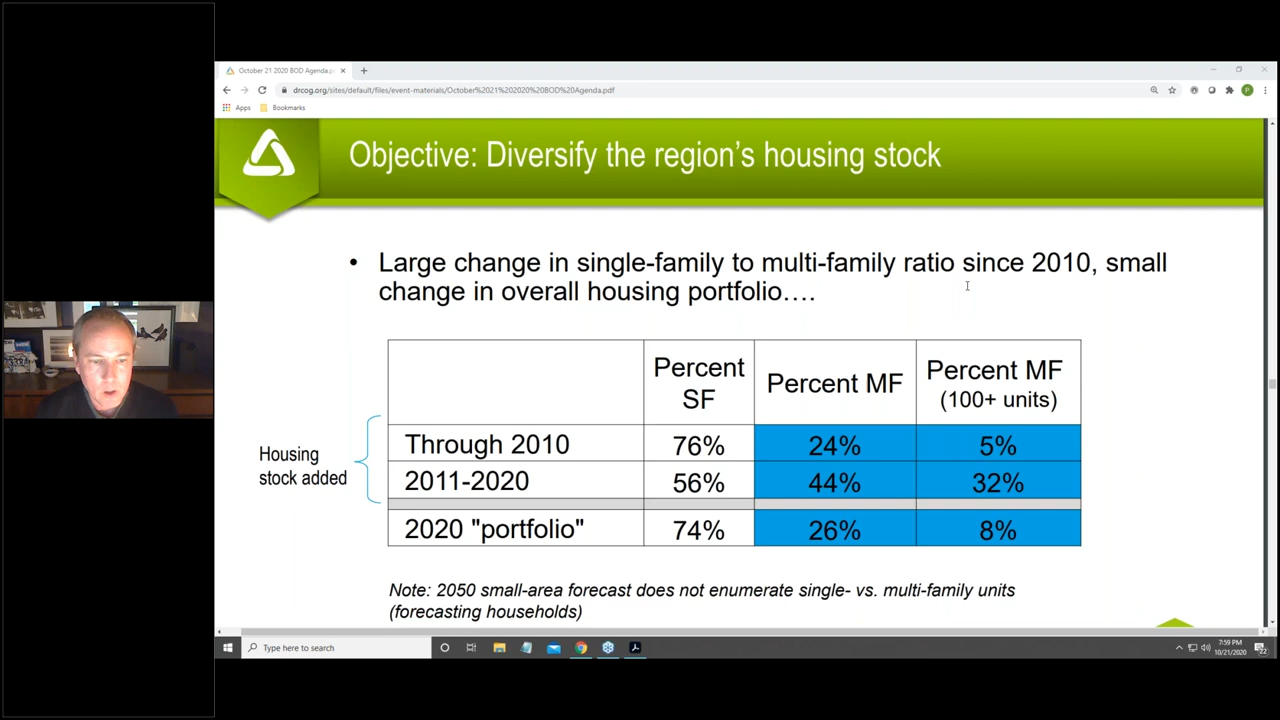 October 21 2020 BOD Agenda.p
drcog.org/sites/default/files/event-materials/October%2021%202020%20BOD%20Agenda.pdf
P
Apps
Bookmarks
Objective: Diversify the region's housing stock
• Large change in single-family to multi-family ratio since 2010, small
change in overall housing portfolio….
Percent SF
Percent MF
Percent MF
(100+ units)
Housing
stock added
Through 2010 76% 24% 5%
2011-2020 56% 44% 32%
2020 "portfolio" 74% 26% 8%
Note: 2050 small-area forecast does not enumerate single- vs. multi-family units
(forecasting households)
Type here to search
7:59 PM
10/21/2020
22